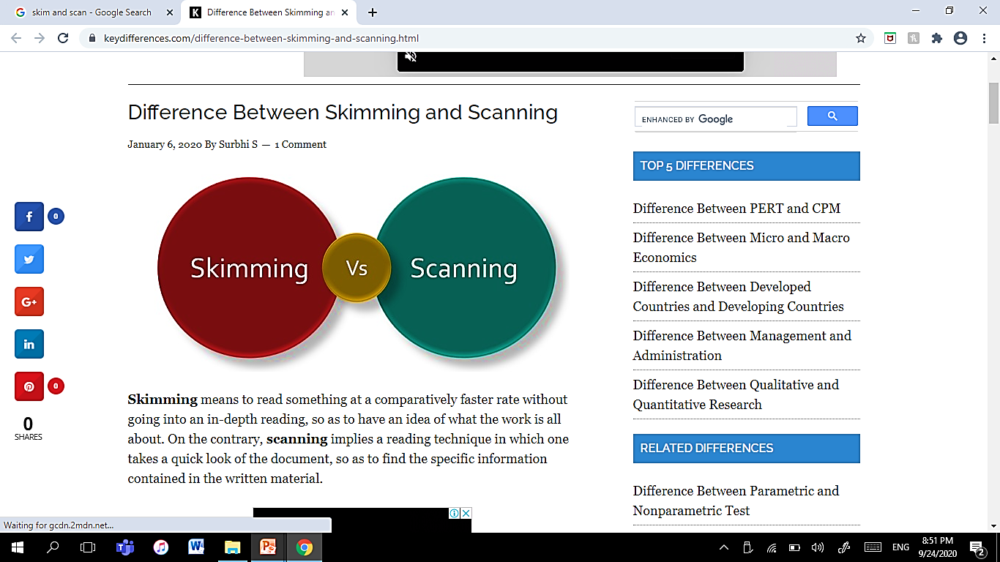 skim and scan - Google Search
Difference Between Skimming an
keydifferences.com/difference-between-skimming-and-scanning.html
Difference Between Skimming and Scanning
January 6, 2020 By Surbhi S — 1 Comment
Skimming Vs Scanning
0
0
0
SHARES
Skimming means to read something at a comparatively faster rate without
going into an in-depth reading, so as to have an idea of what the work is all
about. On the contrary, scanning implies a reading technique in which one
takes a quick look of the document, so as to find the specific information
contained in the written material.
ENHANCED BY Google
TOP 5 DIFFERENCES
Difference Between PERT and CPM
Difference Between Micro and Macro
Economics
Difference Between Developed
Countries and Developing Countries
Difference Between Management and
Administration
Difference Between Qualitative and
Quantitative Research
RELATED DIFFERENCES
Difference Between Parametric and
Nonparametric Test
Waiting for gcdn.2mdn.net...
ENG
8:51 PM
9/24/2020
2